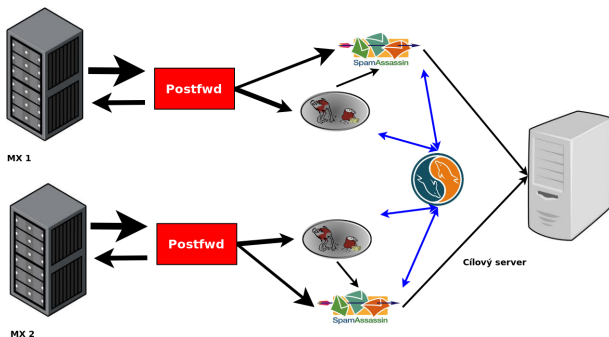 SpamAssassin
Postfwd
MX 1
Postfwd
Cílový server
SpamAssassin
MX 2